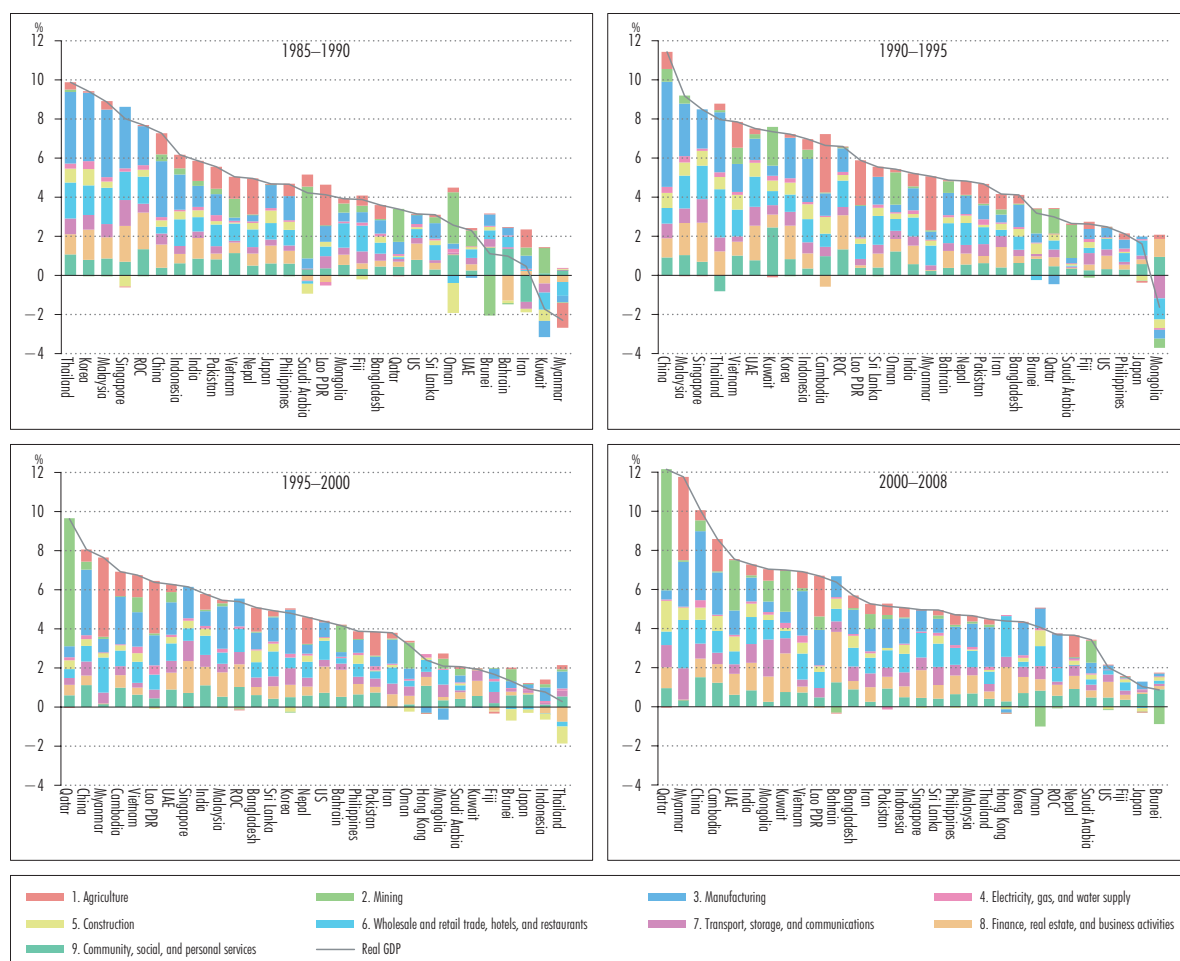 %
12
10
8
6
4
2
0
−2
−4
1985–1990
Thailand
Korea
Malaysia
Singapore
ROC
China
Indonesia
India
Pakistan
Vietnam
Nepal
Japan
Philippines
Saudi Arabia
Lao PDR
Mongolia
Fiji
Bangladesh
Qatar
US
Sri Lanka
Oman
UAE
Brunei
Bahrain
Iran
Kuwait
Myanmar
%
12
10
8
6
4
2
0
−2
−4
1990–1995
China
Malaysia
Singapore
Thailand
Vietnam
UAE
Kuwait
Korea
Indonesia
Cambodia
ROC
Lao PDR
Sri Lanka
Oman
India
Myanmar
Bahrain
Nepal
Pakistan
Iran
Bangladesh
Brunei
Qatar
Saudi Arabia
Fiji
US
Philippines
Japan
Mongolia
%
12
10
8
6
4
2
0
−2
−4
1995–2000
Qatar
China
Myanmar
Cambodia
Vietnam
Lao PDR
UAE
Singapore
India
Malaysia
ROC
Bangladesh
Sri Lanka
Korea
Nepal
US
Bahrain
Philippines
Pakistan
Iran
Oman
Hong Kong
Mongolia
Saudi Arabia
Kuwait
Fiji
Brunei
Japan
Indonesia
Thailand
%
12
10
8
6
4
2
0
−2
−4
2000–2008
Qatar
Myanmar
China
Cambodia
UAE
India
Mongolia
Kuwait
Vietnam
Lao PDR
Bahrain
Bangladesh
Iran
Pakistan
Indonesia
Singapore
Sri Lanka
Philippines
Malaysia
Thailand
Hong Kong
Korea
Oman
ROC
Nepal
Saudi Arabia
US
Fiji
Japan
Brunei
1. Agriculture
2. Mining
3. Manufacturing
4. Electricity, gas, and water supply
5. Construction
6. Wholesale and retail trade, hotels, and restaurants
7. Transport, storage, and communications
8. Finance, real estate, and business activities
9. Community, social, and personal services
Real GDP